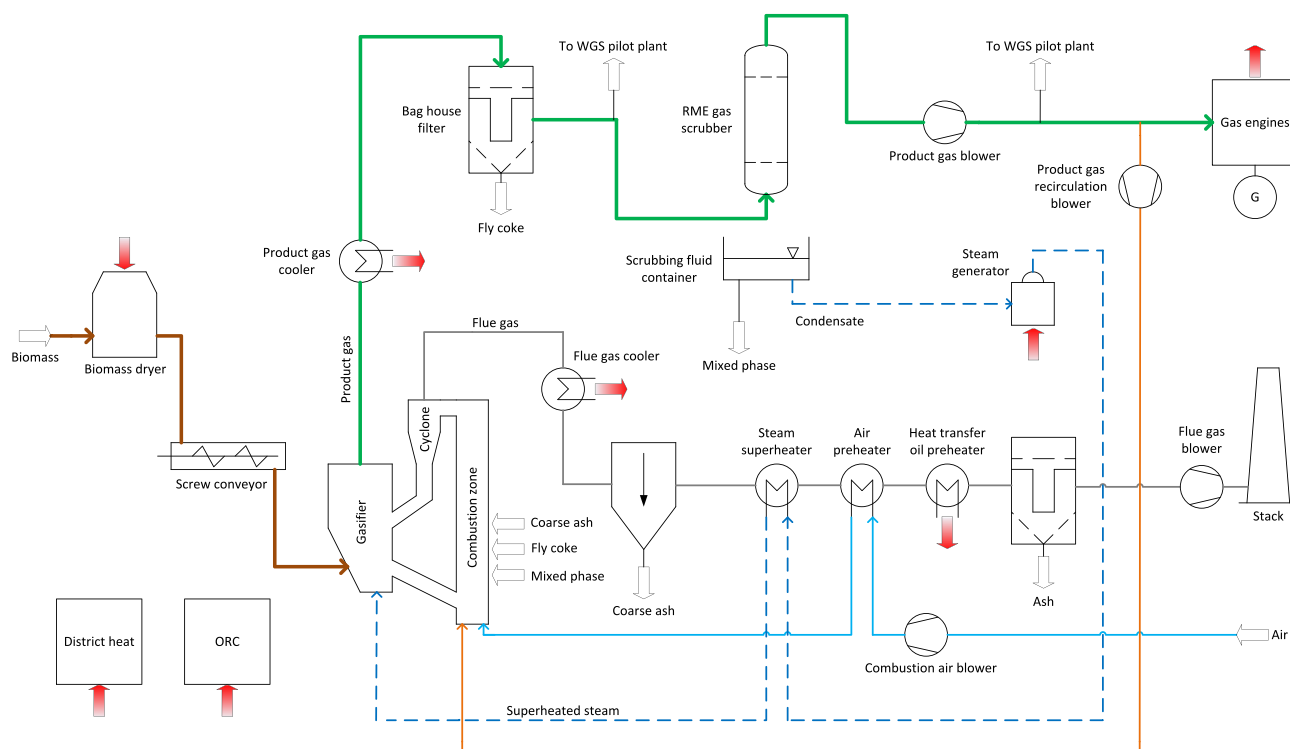 To WGS pilot plant
To WGS pilot plant
Bag house
filter
RME gas
scrubber
Gas engines
Product gas blower
Product gas
recirculation
blower
G
Fly coke
Product gas
cooler
Scrubbing fluid
container
Steam
generator
Condensate
Flue gas
Biomass
Biomass dryer
Product gas
Flue gas cooler
Mixed phase
Cyclone
Steam
superheater
Air
preheater
Heat transfer
oil preheater
Flue gas
blower
Screw conveyor
Gasifier
Combustion zone
Coarse ash
Fly coke
Mixed phase
Stack
Coarse ash
Ash
District heat
ORC
Combustion air blower
Air
Superheated steam